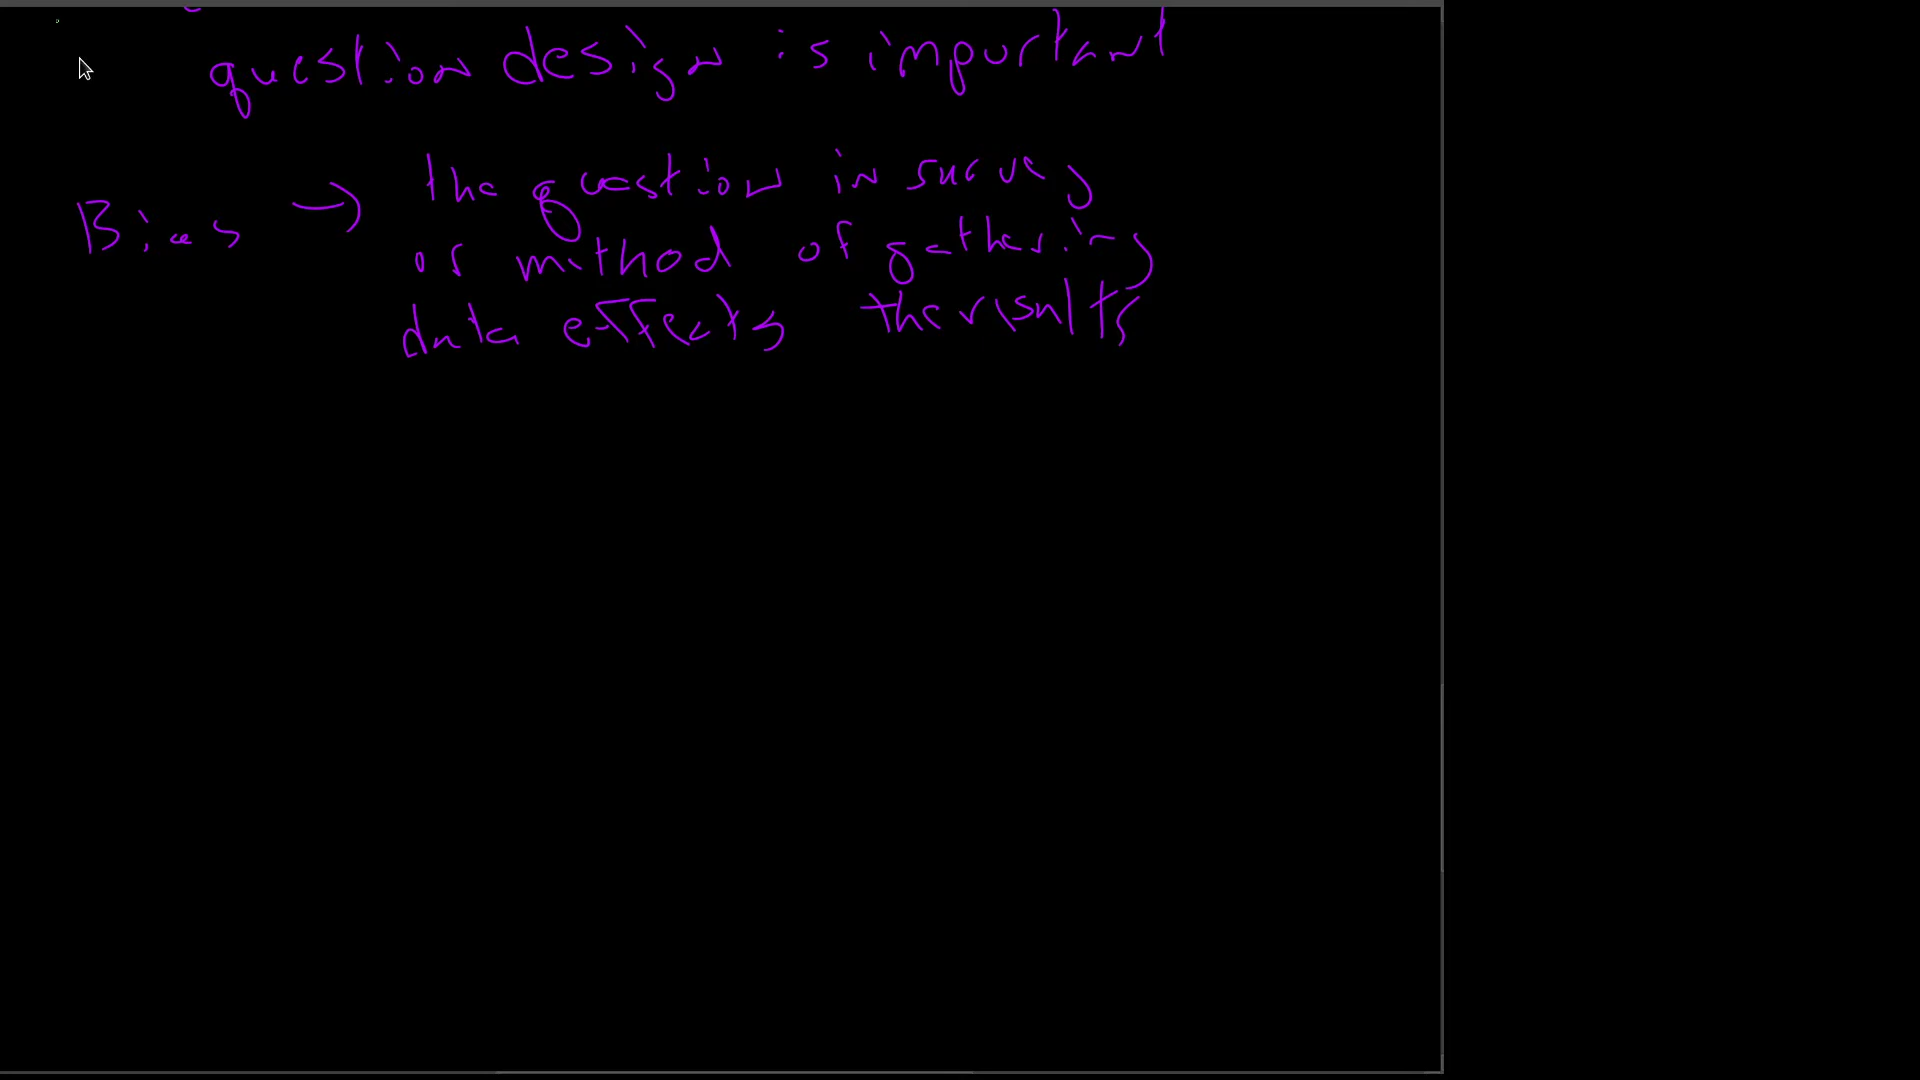 question design is important
Bias → the question in survey
or method of gathering
data effects the results